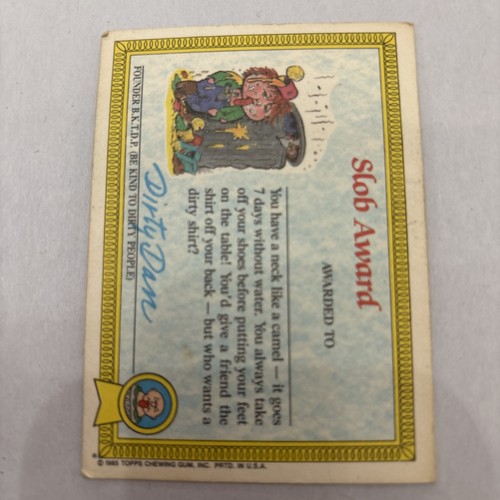 Slob Award
AWARDED TO
You have a neck like a camel — it goes
7 days without water. You always take
off your shoes before putting your feet
on the table! You'd give a friend the
shirt off your back — but who wants a
dirty shirt?
Dirty Dan
FOUNDER B.K.T.D.P. (BE KIND TO DIRTY PEOPLE)
* © 1985 TOPPS CHEWING GUM, INC. PRTD. IN U.S.A.